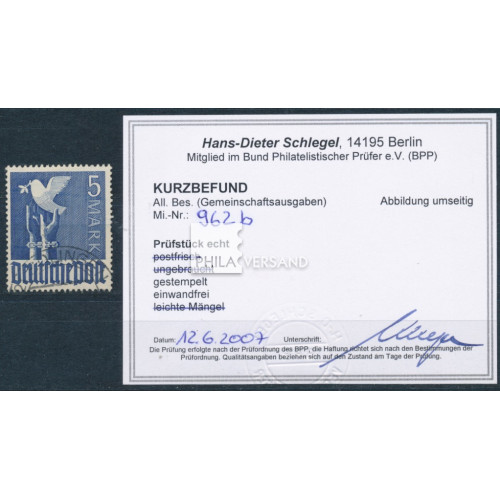 5 MARK
Deutsche Post
Hans-Dieter Schlegel, 14195 Berlin
Mitglied im Bund Philatelistischer Prüfer e.V. (BPP)
KURZBEFUND
All. Bes. (Gemeinschaftsausgaben) Abbildung umseitig
Mi.-Nr.: 962b
Prüfstück echt
postfrisch
ungebraucht
PHILA VERSAND
gestempelt
einwandfrei
leichte Mängel
Datum: 12.6.2007 Unterschrift:
Die Prüfung erfolgte nach der Prüfordnung des BPP, die Haftung richtet sich nach den Bestimmungen der
Prüfordnung. Qualitätsangaben beziehen sich auf den Zustand am Tage der Prüfung.